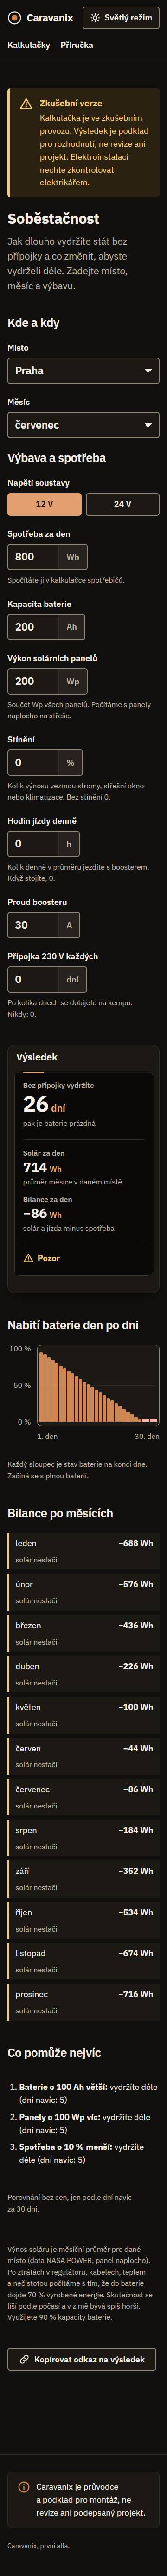 Caravanix
Světlý režim
Kalkulačky Příručka
Zkušební verze
Kalkulačka je ve zkušebním
provozu. Výsledek je podklad
pro rozhodnutí, ne revize ani
projekt. Elektroinstalaci
nechte zkontrolovat
elektrikářem.
Soběstačnost
Jak dlouho vydržíte stát bez
přípojky a co změnit, abyste
vydrželi déle. Zadejte místo,
měsíc a výbavu.
Kde a kdy
Místo
Praha
Měsíc
červenec
Výbava a spotřeba
Napětí soustavy
12 V
24 V
Spotřeba za den
800 Wh
Spočítáte ji v kalkulačce spotřebičů.
Kapacita baterie
200 Ah
Výkon solárních panelů
200 Wp
Součet Wp všech panelů. Počítáme s panely
naplocho na střeše.
Stínění
0 %
Kolik výnosu vezmou stromy, střešní okno
nebo klimatizace. Bez stínění 0.
Hodin jízdy denně
0 h
Kolik denně v průměru jezdíte s boosterem.
Když stojíte, 0.
Proud boosteru
30 A
Přípojka 230 V každých
0 dní
Po kolika dnech se dobijete na kempu.
Nikdy: 0.
Výsledek
Bez přípojky vydržíte
26 dní
pak je baterie prázdná
Solár za den
714 Wh
průměr měsíce v daném místě
Bilance za den
−86 Wh
solár a jízda minus spotřeba
Pozor
Nabití baterie den po dni
100 %
50 %
0 %
1. den
30. den
Každý sloupec je stav baterie na konci dne.
Začíná se s plnou baterií.
Bilance po měsících
leden −688 Wh
solár nestačí
únor −576 Wh
solár nestačí
březen −436 Wh
solár nestačí
duben −226 Wh
solár nestačí
květen −100 Wh
solár nestačí
červen −44 Wh
solár nestačí
červenec −86 Wh
solár nestačí
srpen −184 Wh
solár nestačí
září −352 Wh
solár nestačí
říjen −534 Wh
solár nestačí
listopad −674 Wh
solár nestačí
prosinec −716 Wh
solár nestačí
Co pomůže nejvíc
1. Baterie o 100 Ah větší: vydržíte déle
(dní navíc: 5)
2. Panely o 100 Wp víc: vydržíte déle
(dní navíc: 5)
3. Spotřeba o 10 % menší: vydržíte
déle (dní navíc: 5)
Porovnání bez cen, jen podle dní navíc
za 30 dní.
Výnos soláru je měsíční průměr pro dané
místo (data NASA POWER, panel naplocho).
Po ztrátách v regulátoru, kabelech, teplem
a nečistotou počítáme s tím, že do baterie
dojde 70 % vyrobené energie. Skutečnost se
liší podle počasí a v zimě bývá spíš horší.
Využijete 90 % kapacity baterie.
Kopírovat odkaz na výsledek
Caravanix je průvodce
a podklad pro montáž, ne
revize ani podepsaný projekt.
Caravanix, první alfa.